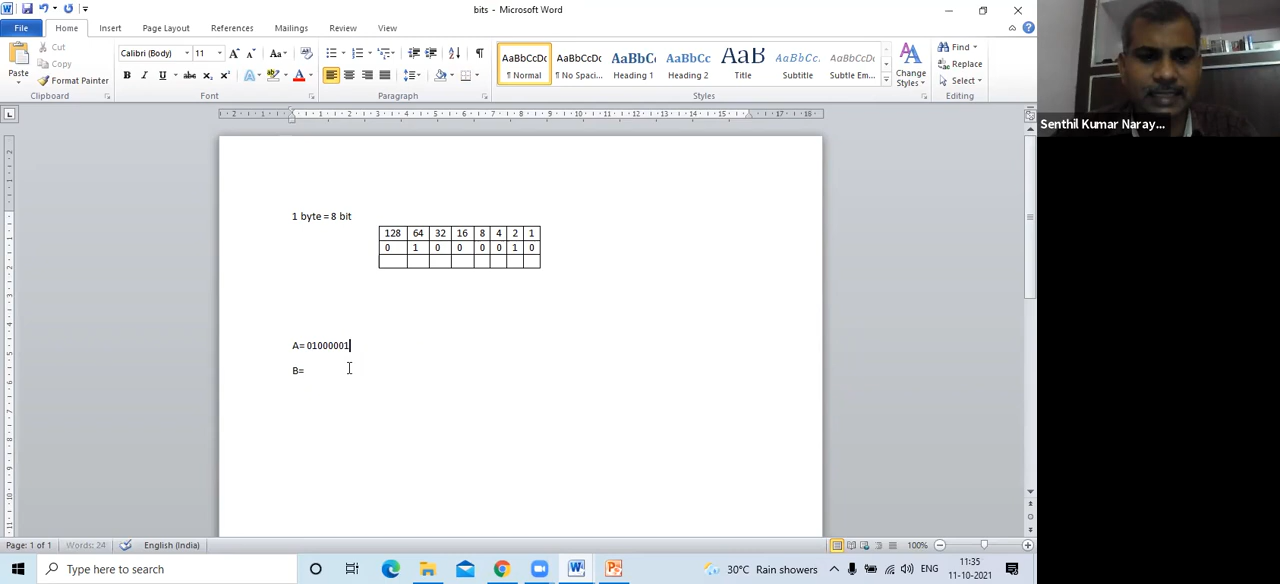 bits - Microsoft Word
File Home Insert Page Layout References Mailings Review View
Paste
Cut
Copy
Format Painter
Clipboard
Calibri (Body) 11
B I U abc
Font
Paragraph
AaBbCcDc AaBbCcDc AaBbC AaBbCc AaB AaBbCc. AaBbCcDc
¶ Normal ¶ No Spaci... Heading 1 Heading 2 Title Subtitle Subtle Em...
Styles
Change Styles
Find
Replace
Select
Editing
Senthil Kumar Naray...
1 byte = 8 bit
128 64 32 16 8 4 2 1
0 1 0 0 0 0 1 0
A= 01000001
B=
Page: 1 of 1 Words: 24 English (India) 100%
Type here to search
30°C Rain showers ENG
11:35
11-10-2021